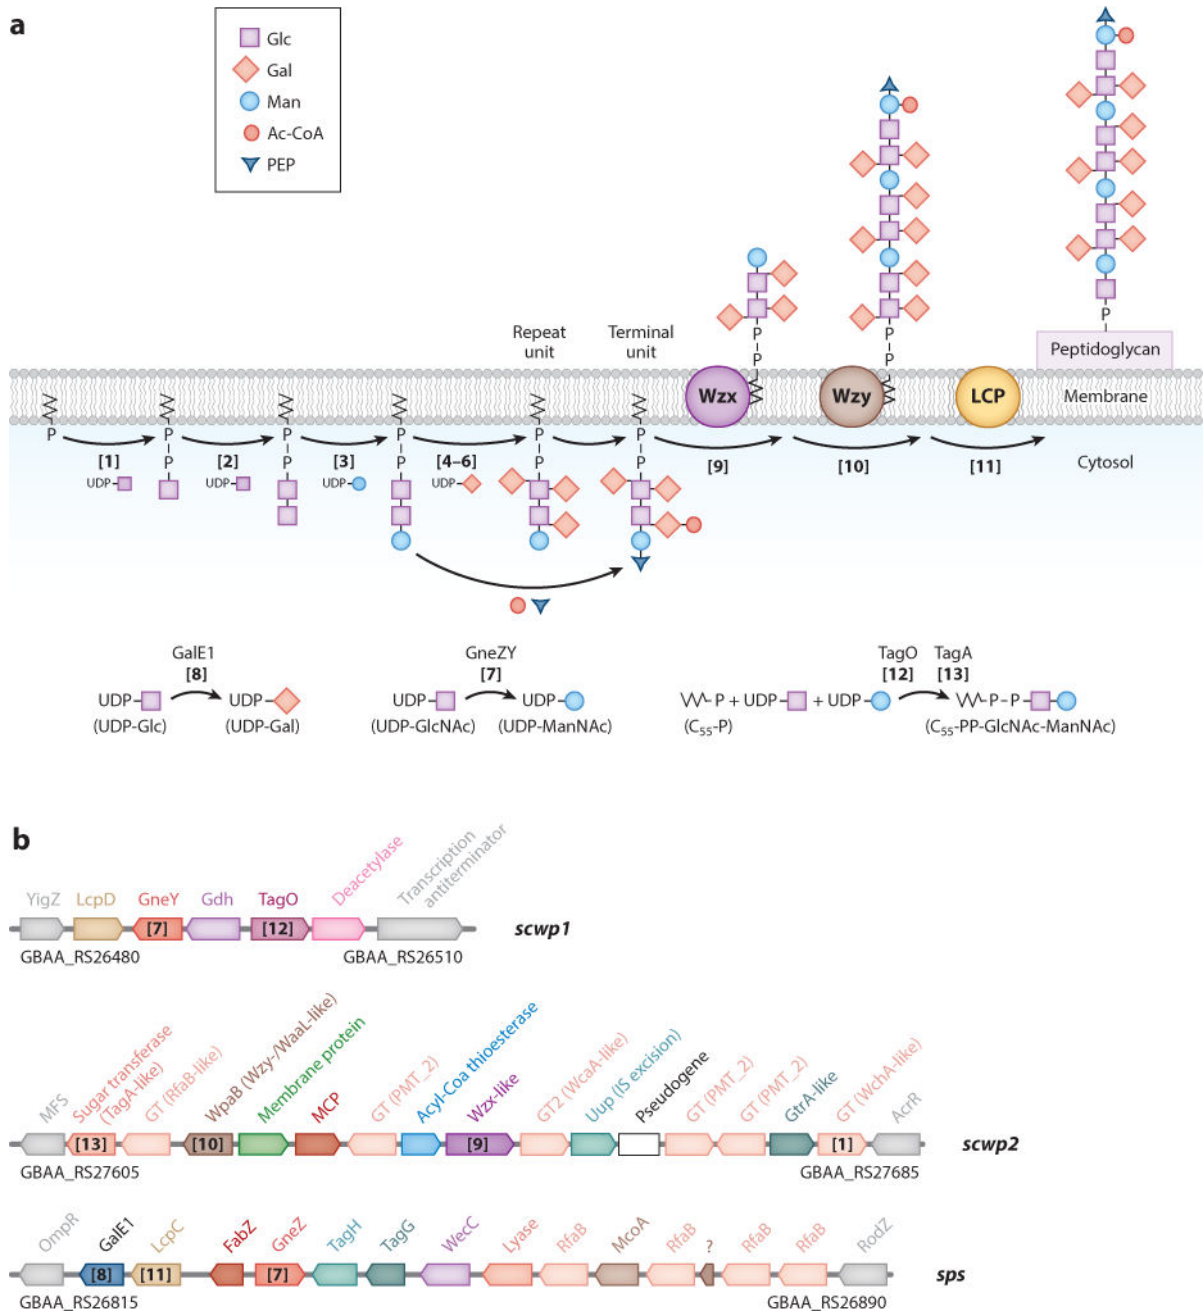 a
Glc
Gal
Man
Ac-CoA
PEP
Repeat
unit
Terminal
unit
P
P
P
P
P
P
Peptidoglycan
Wzx
Wzy
LCP
Membrane
P
P
P
P
P
P
[1]
[2]
[3]
[4–6]
[9]
[10]
[11]
Cytosol
UDP
P
UDP
P
UDP
P
UDP
P
P
GalE1
[8]
GneZY
[7]
TagO
[12]
TagA
[13]
UDP
UDP
UDP
UDP
P + UDP
+ UDP
P–P
(UDP-Glc)
(UDP-Gal)
(UDP-GlcNAc)
(UDP-ManNAc)
(C55-P)
(C55-PP-GlcNAc-ManNAc)
b
YigZ
LcpD
GneY
Gdh
TagO
Deacetylase
Transcription
antiterminator
[7]
[12]
scwp1
GBAA_RS26480
GBAA_RS26510
MFS
Sugar transferase
(TagA-like)
GT (RfaB-like)
WpaB (Wzy-/WaaL-like)
Membrane protein
MCP
GT (PMT_2)
Acyl-Coa thioesterase
Wzx-like
GT2 (WcaA-like)
Uup (IS excision)
Pseudogene
GT (PMT_2)
GT (PMT_2)
GtrA-like
GT (WchA-like)
AcrR
[13]
[10]
[9]
[1]
scwp2
GBAA_RS27605
GBAA_RS27685
OmpR
GalE1
LcpC
FabZ
GneZ
TagH
TagG
WecC
Lyase
RfaB
McoA
RfaB
?
RfaB
RfaB
RodZ
[8]
[11]
[7]
sps
GBAA_RS26815
GBAA_RS26890